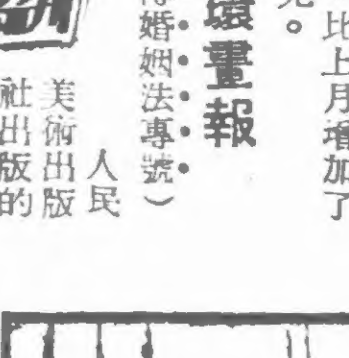 比上月增加了
。
環畫報
婚姻法專號）
人民
美術出版
社出版的